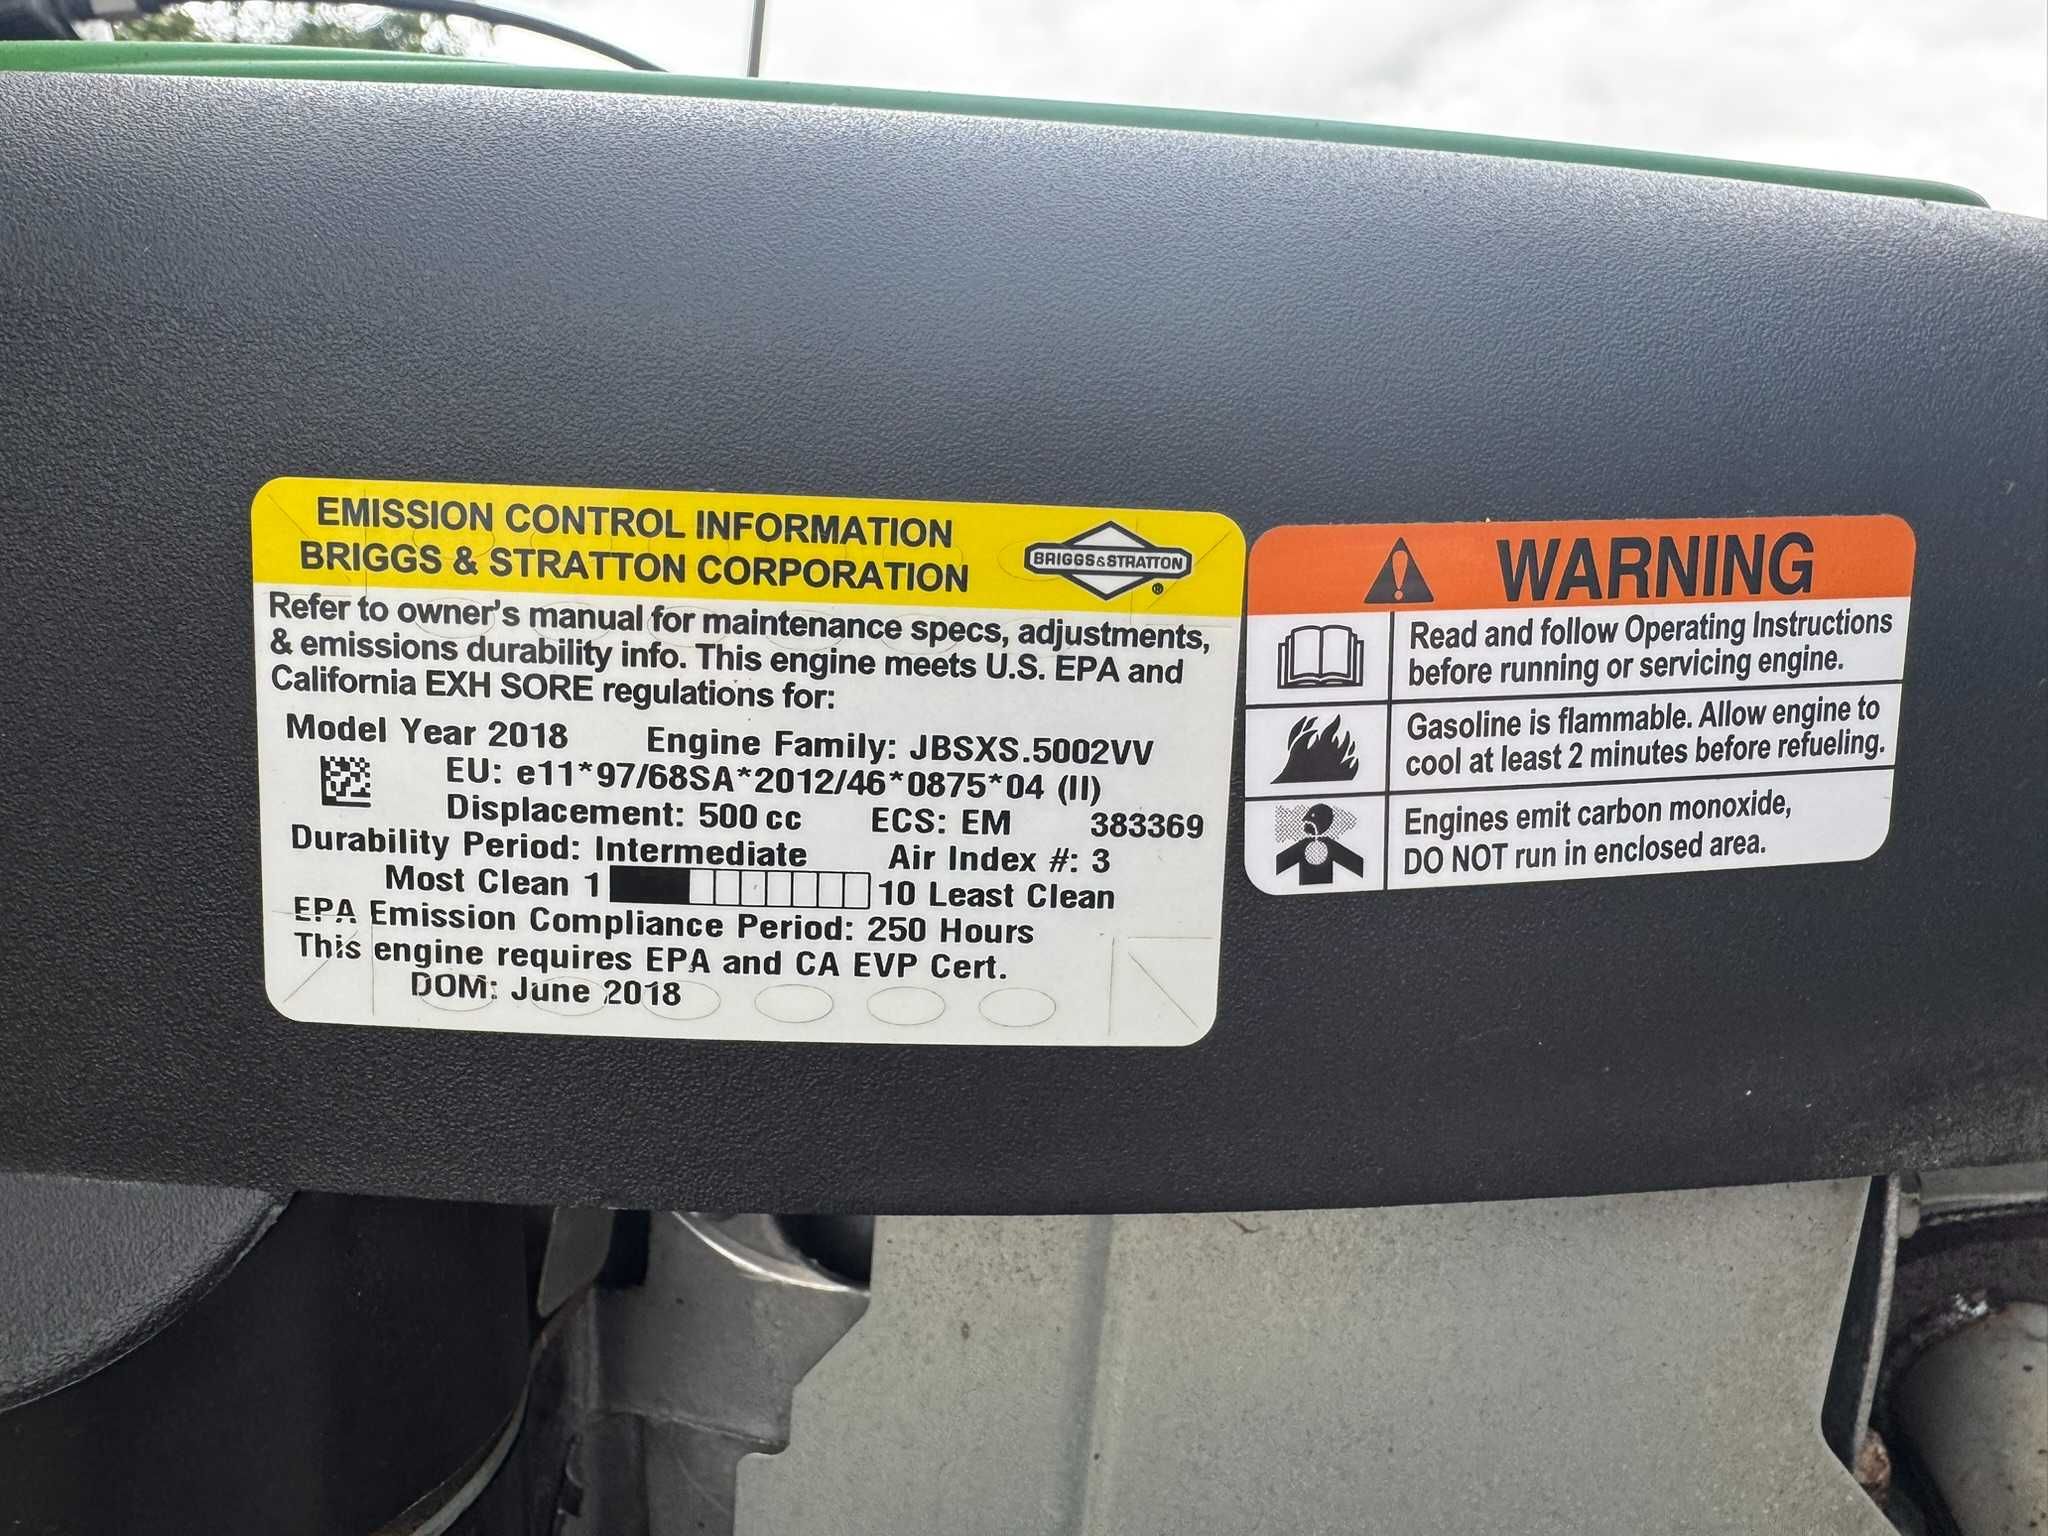 EMISSION CONTROL INFORMATION
BRIGGS & STRATTON CORPORATION
BRIGGS&STRATTON
®
Refer to owner's manual for maintenance specs, adjustments,
& emissions durability info. This engine meets U.S. EPA and
California EXH SORE regulations for:
Model Year 2018 Engine Family: JBSXS.5002VV
EU: e11*97/68SA*2012/46*0875*04 (II)
Displacement: 500 cc ECS: EM 383369
Durability Period: Intermediate Air Index #: 3
Most Clean 1 10 Least Clean
EPA Emission Compliance Period: 250 Hours
This engine requires EPA and CA EVP Cert.
DOM: June 2018
WARNING
Read and follow Operating Instructions
before running or servicing engine.
Gasoline is flammable. Allow engine to
cool at least 2 minutes before refueling.
Engines emit carbon monoxide,
DO NOT run in enclosed area.